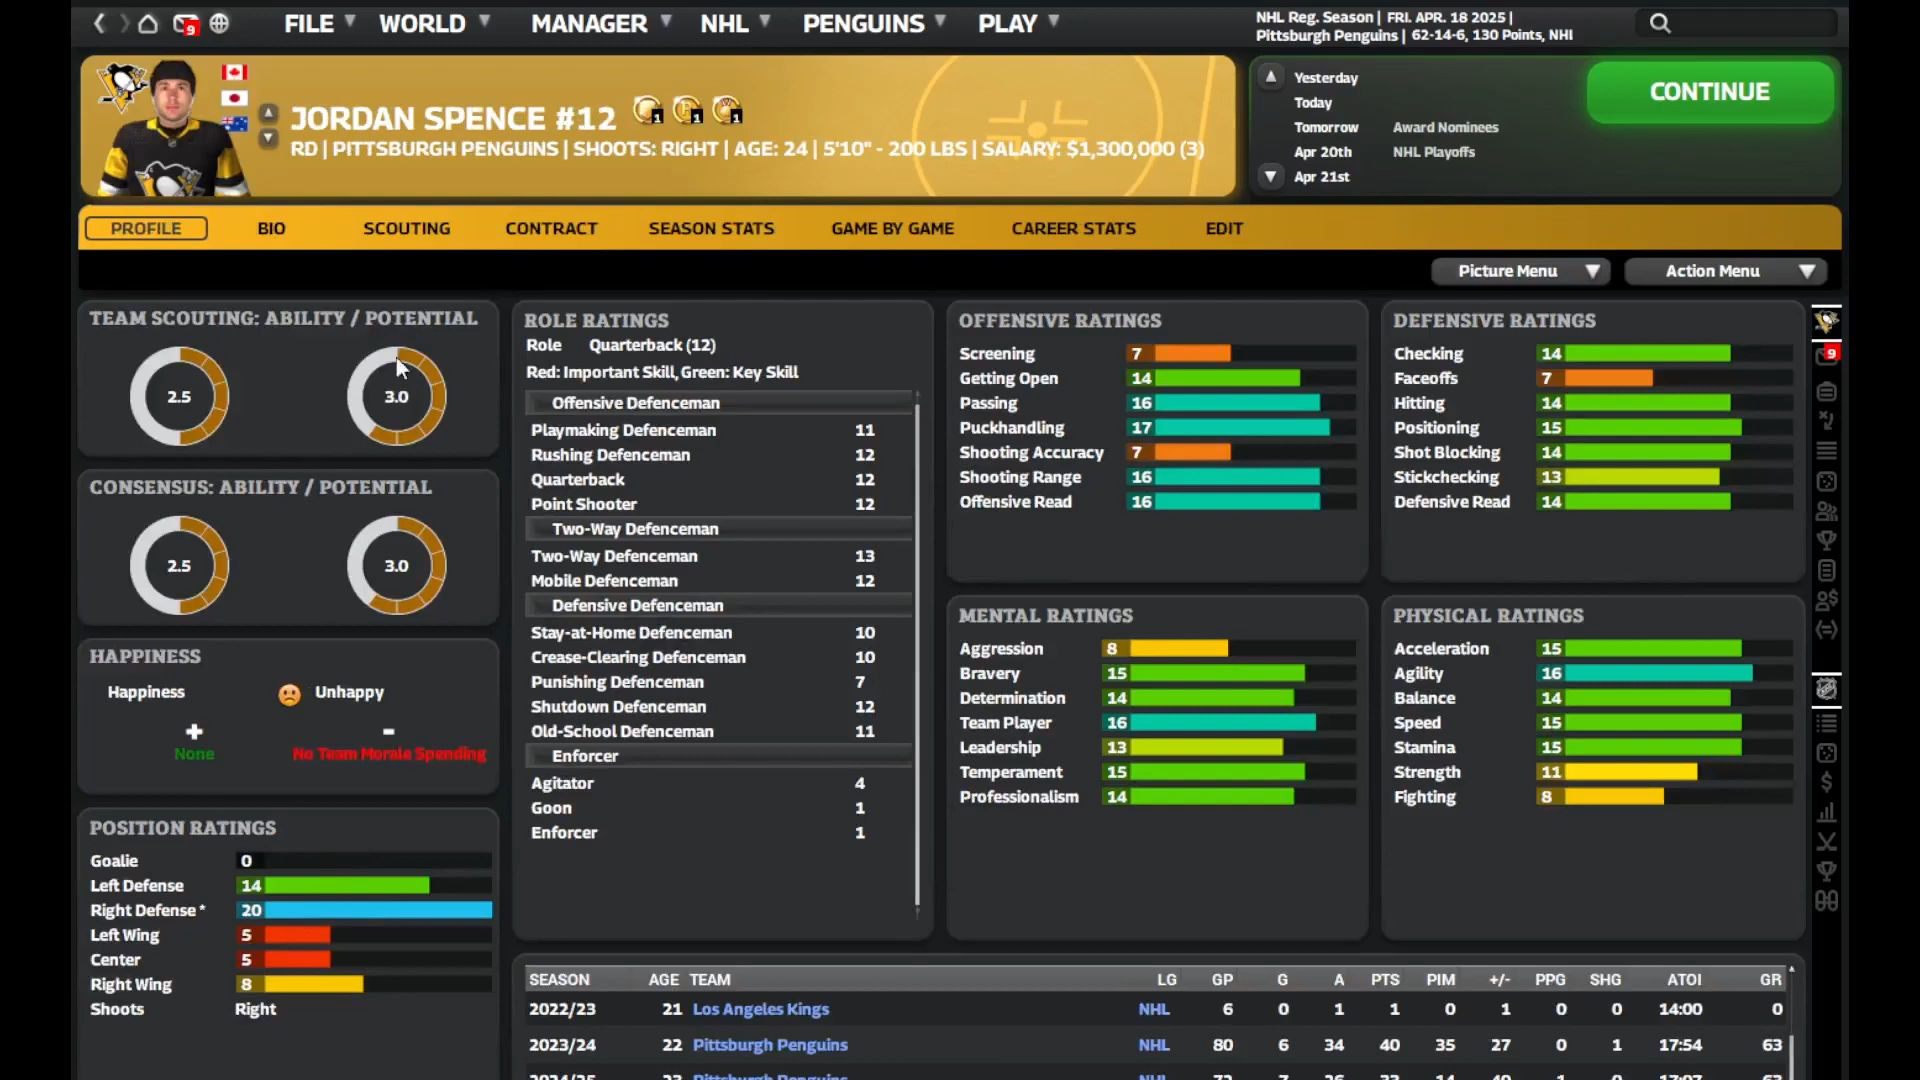 FILE WORLD MANAGER NHL PENGUINS PLAY
9
NHL Reg. Season | FRI. APR. 18 2025 |
Pittsburgh Penguins | 62-14-6, 130 Points, NHI
JORDAN SPENCE #12
1 1 1
RD | PITTSBURGH PENGUINS | SHOOTS: RIGHT | AGE: 24 | 5'10" - 200 LBS | SALARY: $1,300,000 (3)
Yesterday
Today
Tomorrow Award Nominees
Apr 20th NHL Playoffs
Apr 21st
CONTINUE
PROFILE BIO SCOUTING CONTRACT SEASON STATS GAME BY GAME CAREER STATS EDIT
Picture Menu Action Menu
TEAM SCOUTING: ABILITY / POTENTIAL
2.5 3.0
CONSENSUS: ABILITY / POTENTIAL
2.5 3.0
HAPPINESS
Happiness Unhappy
+ -
None No Team Morale Spending
POSITION RATINGS
Goalie 0
Left Defense 14
Right Defense * 20
Left Wing 5
Center 5
Right Wing 8
Shoots Right
ROLE RATINGS
Role Quarterback (12)
Red: Important Skill, Green: Key Skill
Offensive Defenceman
Playmaking Defenceman 11
Rushing Defenceman 12
Quarterback 12
Point Shooter 12
Two-Way Defenceman
Two-Way Defenceman 13
Mobile Defenceman 12
Defensive Defenceman
Stay-at-Home Defenceman 10
Crease-Clearing Defenceman 10
Punishing Defenceman 7
Shutdown Defenceman 12
Old-School Defenceman 11
Enforcer
Agitator 4
Goon 1
Enforcer 1
OFFENSIVE RATINGS
Screening 7
Getting Open 14
Passing 16
Puckhandling 17
Shooting Accuracy 7
Shooting Range 16
Offensive Read 16
DEFENSIVE RATINGS
Checking 14
Faceoffs 7
Hitting 14
Positioning 15
Shot Blocking 14
Stickchecking 13
Defensive Read 14
MENTAL RATINGS
Aggression 8
Bravery 15
Determination 14
Team Player 16
Leadership 13
Temperament 15
Professionalism 14
PHYSICAL RATINGS
Acceleration 15
Agility 16
Balance 14
Speed 15
Stamina 15
Strength 11
Fighting 8
9
SEASON AGE TEAM LG GP G A PTS PIM +/- PPG SHG ATOI GR
2022/23 21 Los Angeles Kings NHL 6 0 1 1 0 1 0 0 14:00 0
2023/24 22 Pittsburgh Penguins NHL 80 6 34 40 35 27 0 1 17:54 63